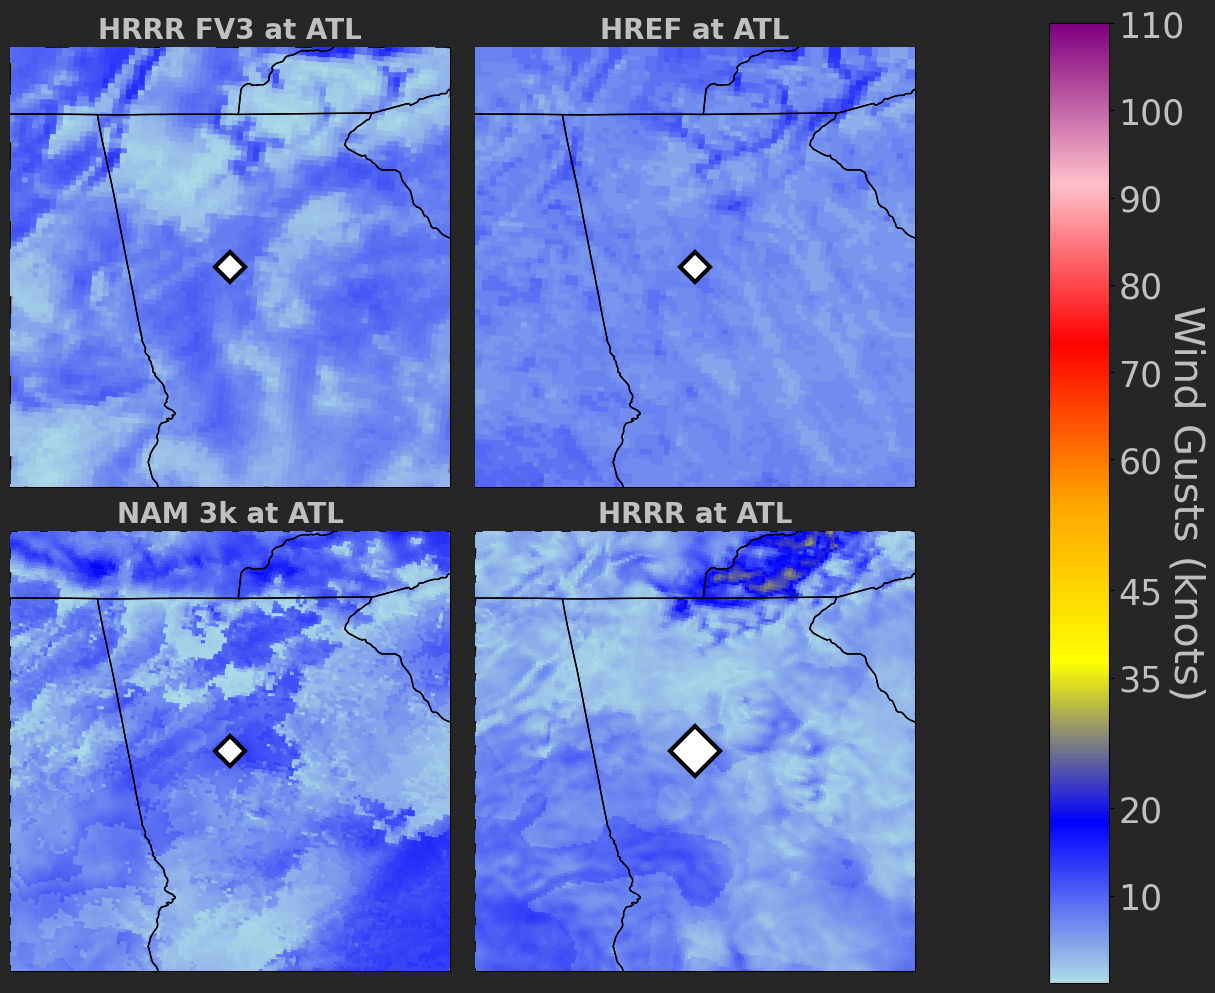 HRRR FV3 at ATL
HREF at ATL
NAM 3k at ATL
HRRR at ATL
110
100
90
80
70
60
45
35
20
10
Wind Gusts (knots)